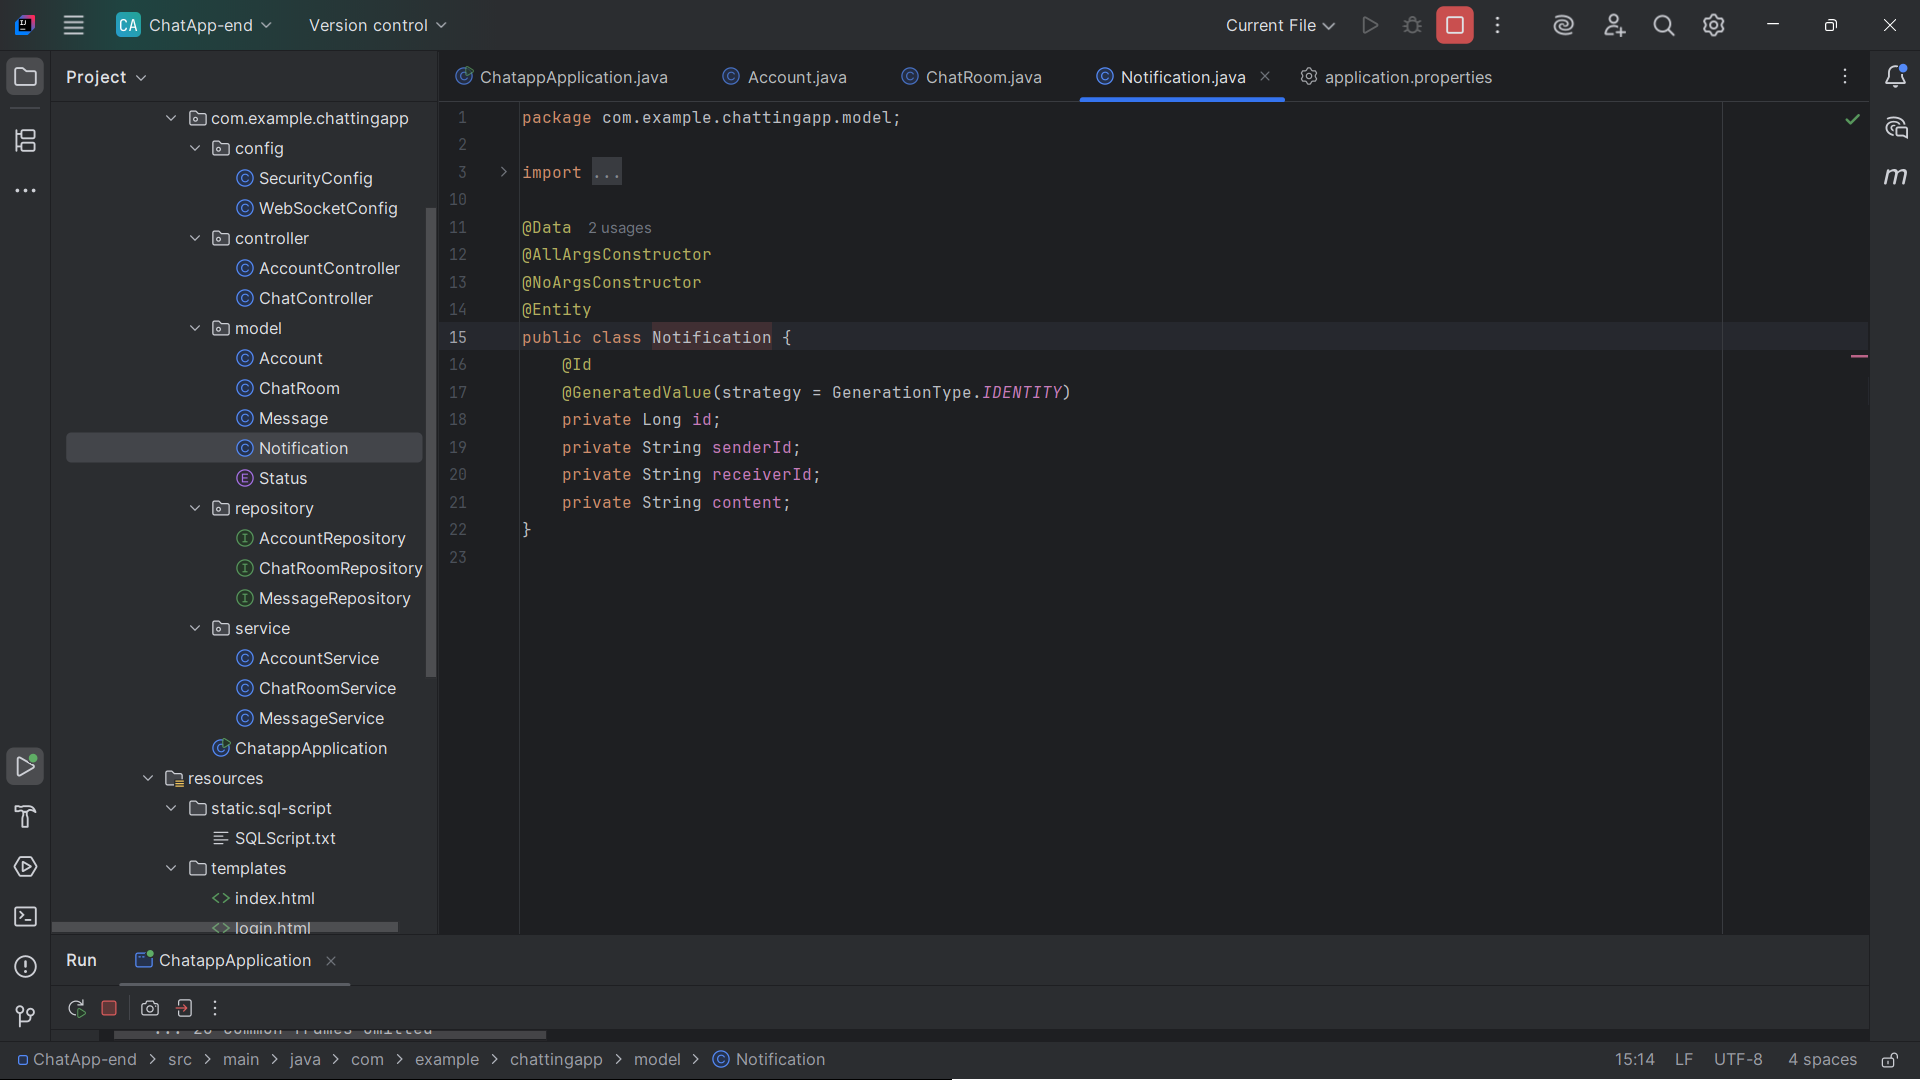 CA ChatApp-end Version control Current File
Project
ChatappApplication.java Account.java ChatRoom.java Notification.java application.properties
com.example.chattingapp
config
SecurityConfig
WebSocketConfig
controller
AccountController
ChatController
model
Account
ChatRoom
Message
Notification
Status
repository
AccountRepository
ChatRoomRepository
MessageRepository
service
AccountService
ChatRoomService
MessageService
ChatappApplication
resources
static.sql-script
SQLScript.txt
templates
index.html
login.html
1 package com.example.chattingapp.model;
2
3 import ...
10
11 @Data 2 usages
12 @AllArgsConstructor
13 @NoArgsConstructor
14 @Entity
15 public class Notification {
16 @Id
17 @GeneratedValue(strategy = GenerationType.IDENTITY)
18 private Long id;
19 private String senderId;
20 private String receiverId;
21 private String content;
22 }
23
m
Run ChatappApplication
... 28 common frames omitted
ChatApp-end > src > main > java > com > example > chattingapp > model > Notification
15:14 LF UTF-8 4 spaces